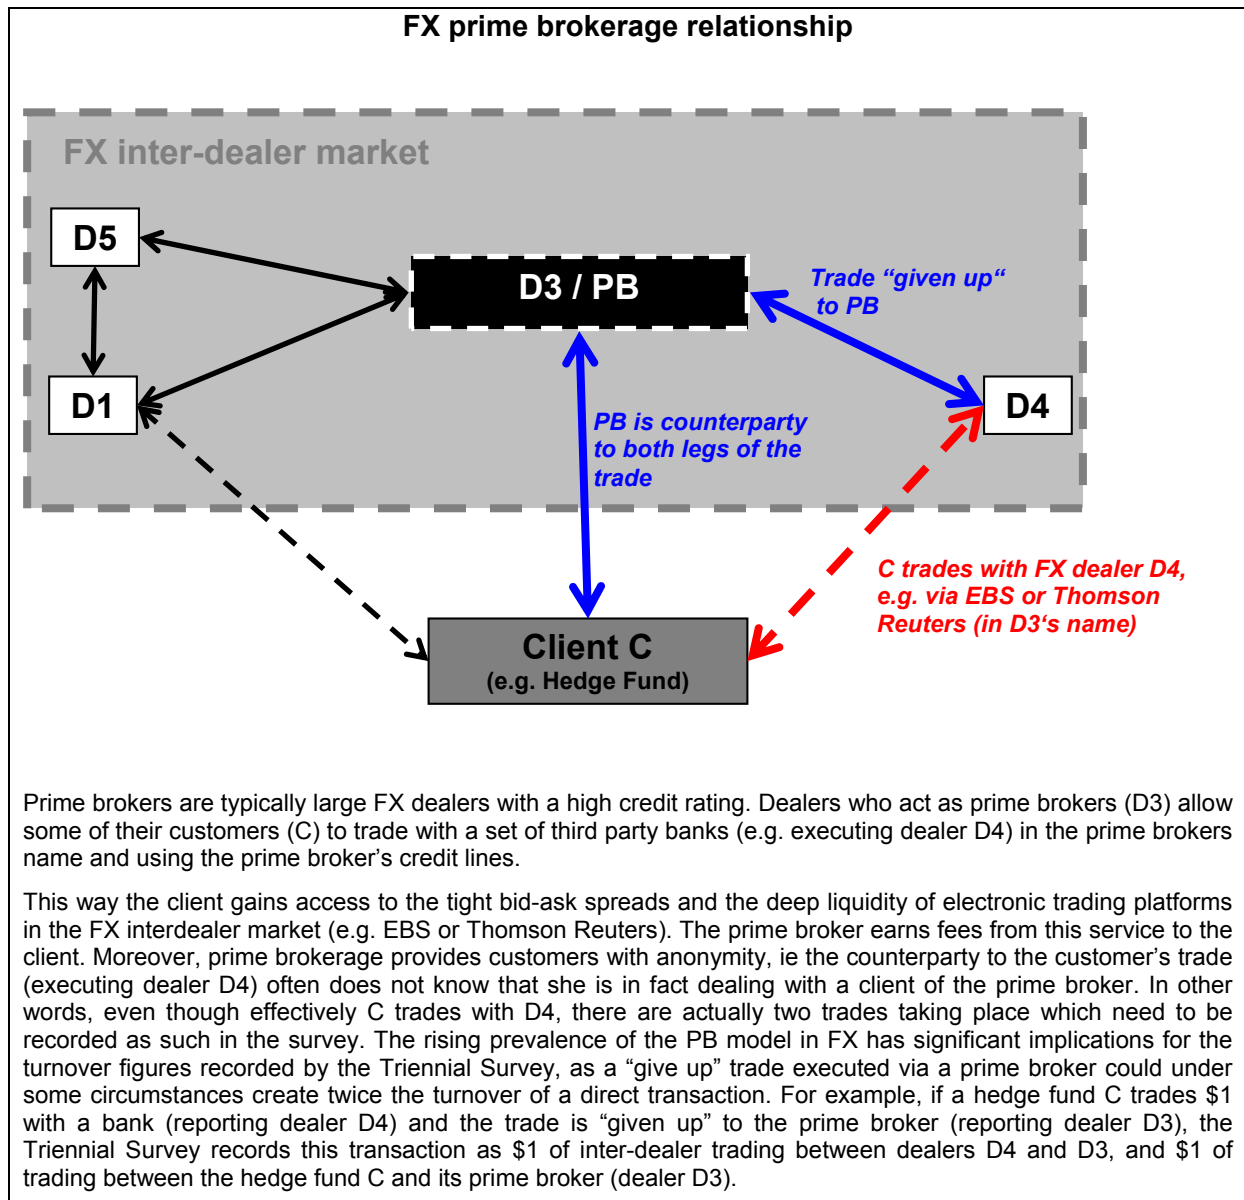 FX prime brokerage relationship
FX inter-dealer market
D5
D3 / PB
Trade “given up“
to PB
D1
D4
PB is counterparty
to both legs of the
trade
C trades with FX dealer D4,
e.g. via EBS or Thomson
Reuters (in D3‘s name)
Client C
(e.g. Hedge Fund)
Prime brokers are typically large FX dealers with a high credit rating. Dealers who act as prime brokers (D3) allow
some of their customers (C) to trade with a set of third party banks (e.g. executing dealer D4) in the prime brokers
name and using the prime broker’s credit lines.
This way the client gains access to the tight bid-ask spreads and the deep liquidity of electronic trading platforms
in the FX interdealer market (e.g. EBS or Thomson Reuters). The prime broker earns fees from this service to the
client. Moreover, prime brokerage provides customers with anonymity, ie the counterparty to the customer’s trade
(executing dealer D4) often does not know that she is in fact dealing with a client of the prime broker. In other
words, even though effectively C trades with D4, there are actually two trades taking place which need to be
recorded as such in the survey. The rising prevalence of the PB model in FX has significant implications for the
turnover figures recorded by the Triennial Survey, as a “give up” trade executed via a prime broker could under
some circumstances create twice the turnover of a direct transaction. For example, if a hedge fund C trades $1
with a bank (reporting dealer D4) and the trade is “given up” to the prime broker (reporting dealer D3), the
Triennial Survey records this transaction as $1 of inter-dealer trading between dealers D4 and D3, and $1 of
trading between the hedge fund C and its prime broker (dealer D3).